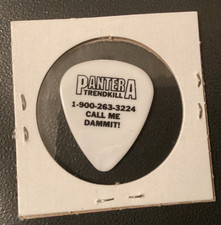 PANTERA
TRENDKILL
1-900-263-3224
CALL ME
DAMMIT!